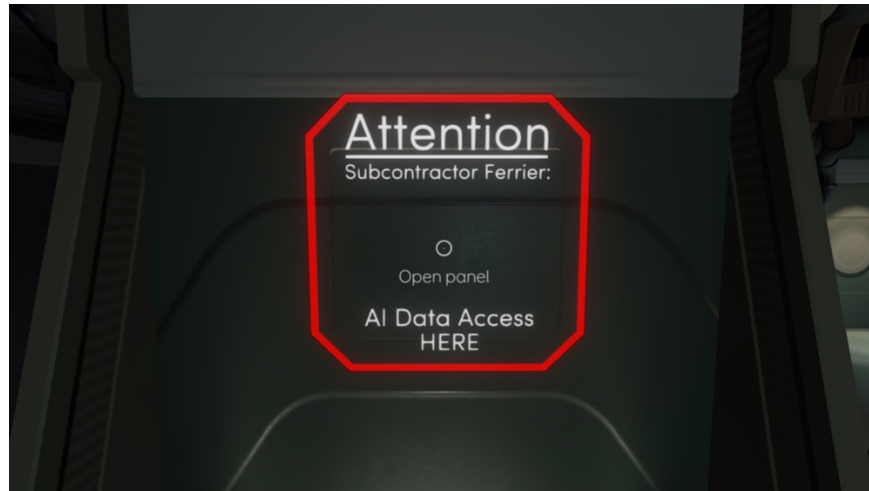 Attention
Subcontractor Ferrier:
Open panel
AI Data Access
HERE